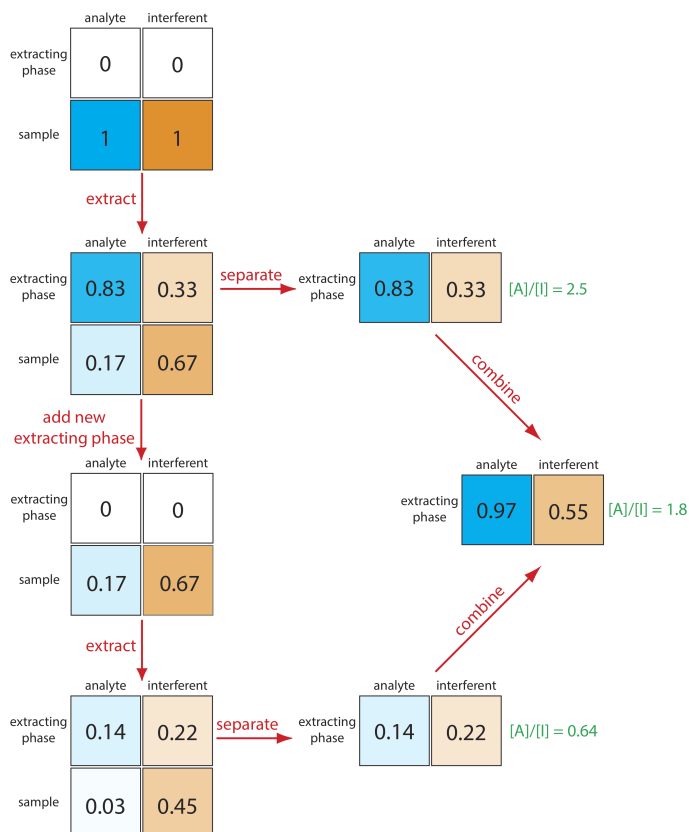 analyte interferent
extracting
phase
0 0
sample
1 1
extract
analyte interferent
extracting
phase
0.83 0.33
sample
0.17 0.67
separate
analyte interferent
extracting
phase
0.83 0.33
[A]/[I] = 2.5
combine
add new
extracting phase
analyte interferent
extracting
phase
0 0
sample
0.17 0.67
analyte interferent
extracting
phase
0.97 0.55
[A]/[I] = 1.8
extract
combine
analyte interferent
extracting
phase
0.14 0.22
sample
0.03 0.45
separate
analyte interferent
extracting
phase
0.14 0.22
[A]/[I] = 0.64